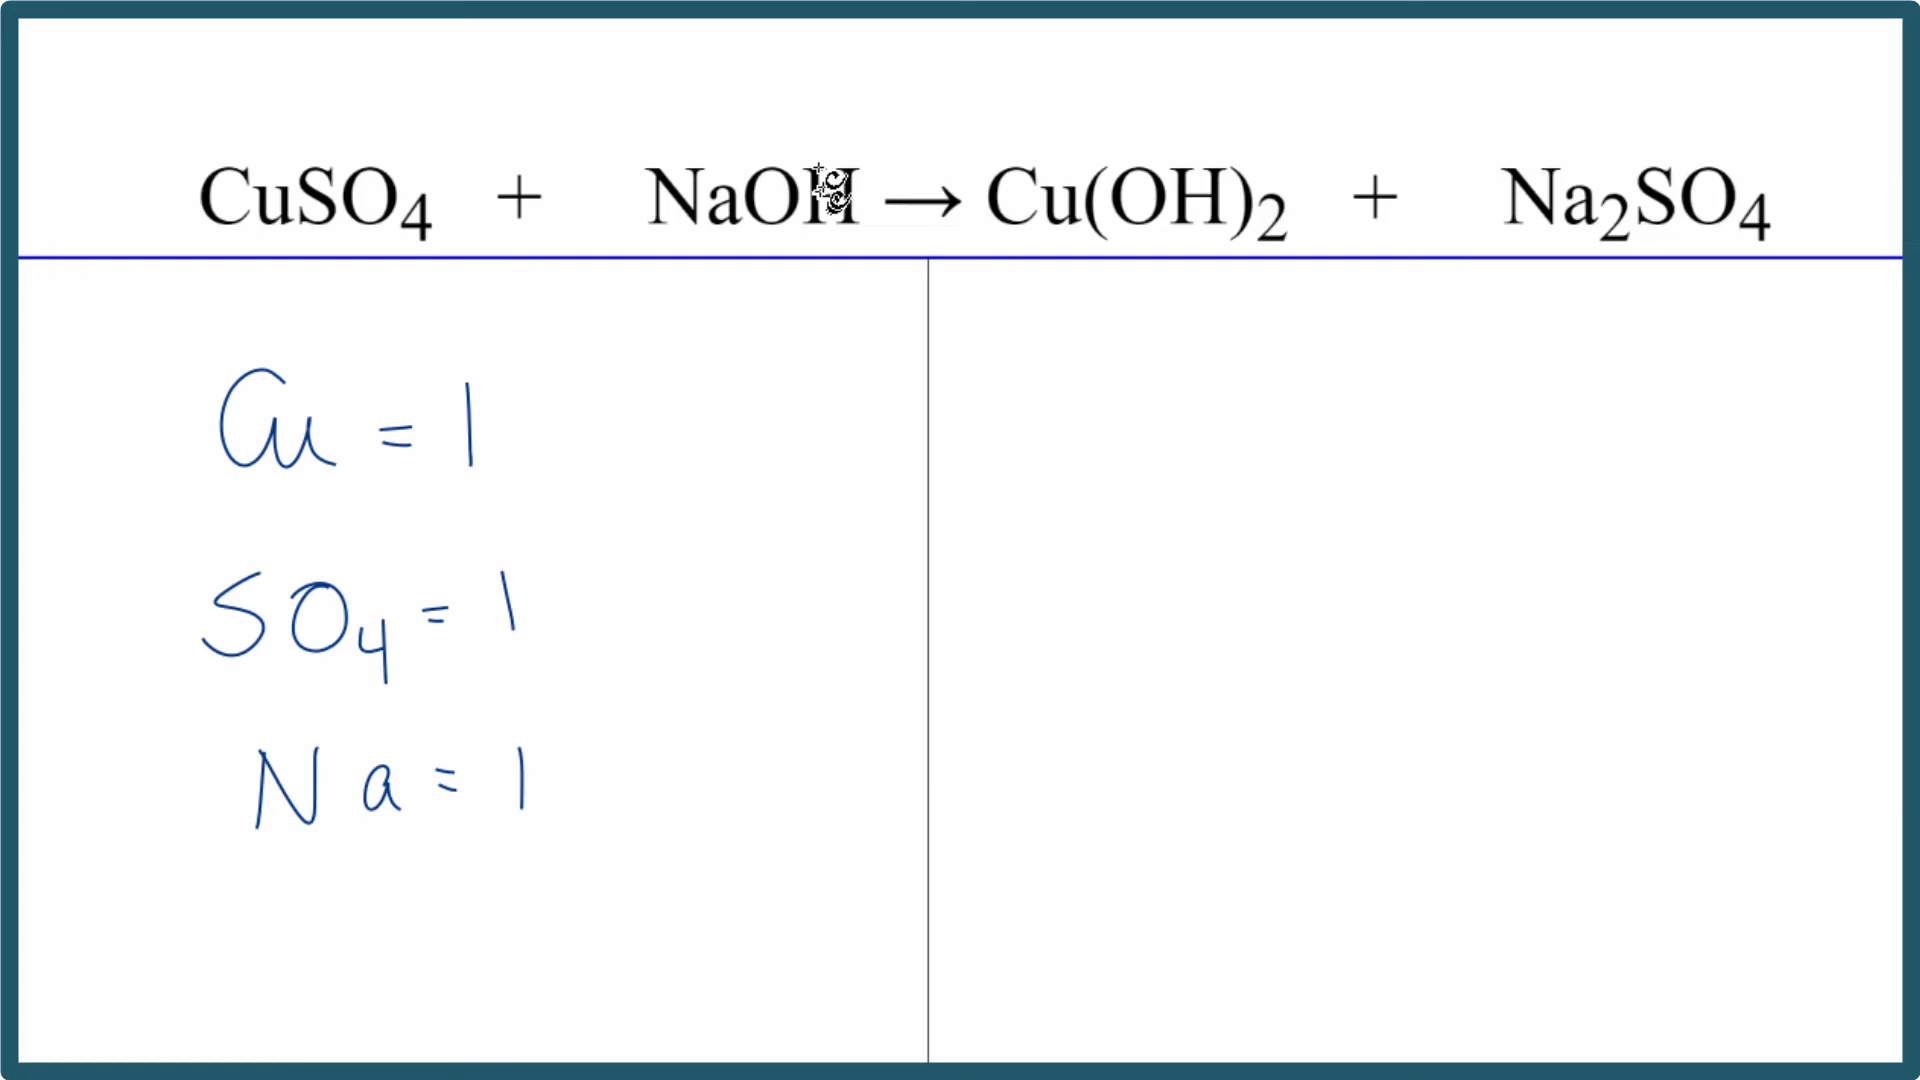 CuSO₄ + NaOH → Cu(OH)₂ + Na₂SO₄
Cu = 1
SO₄ = 1
Na = 1